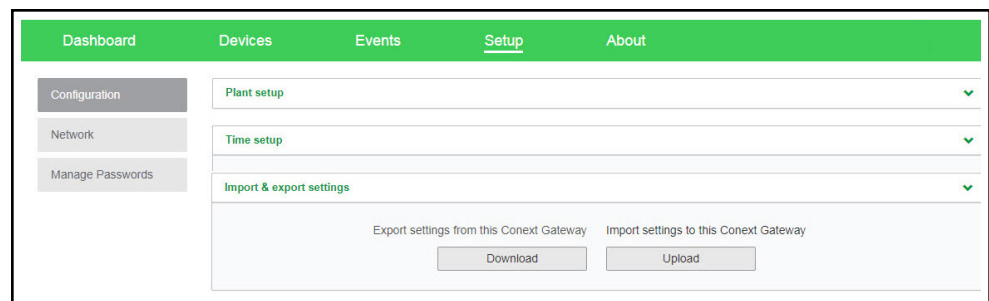 Dashboard Devices Events Setup About
Configuration
Network
Manage Passwords
Plant setup
Time setup
Import & export settings
Export settings from this Conext Gateway Import settings to this Conext Gateway
Download Upload